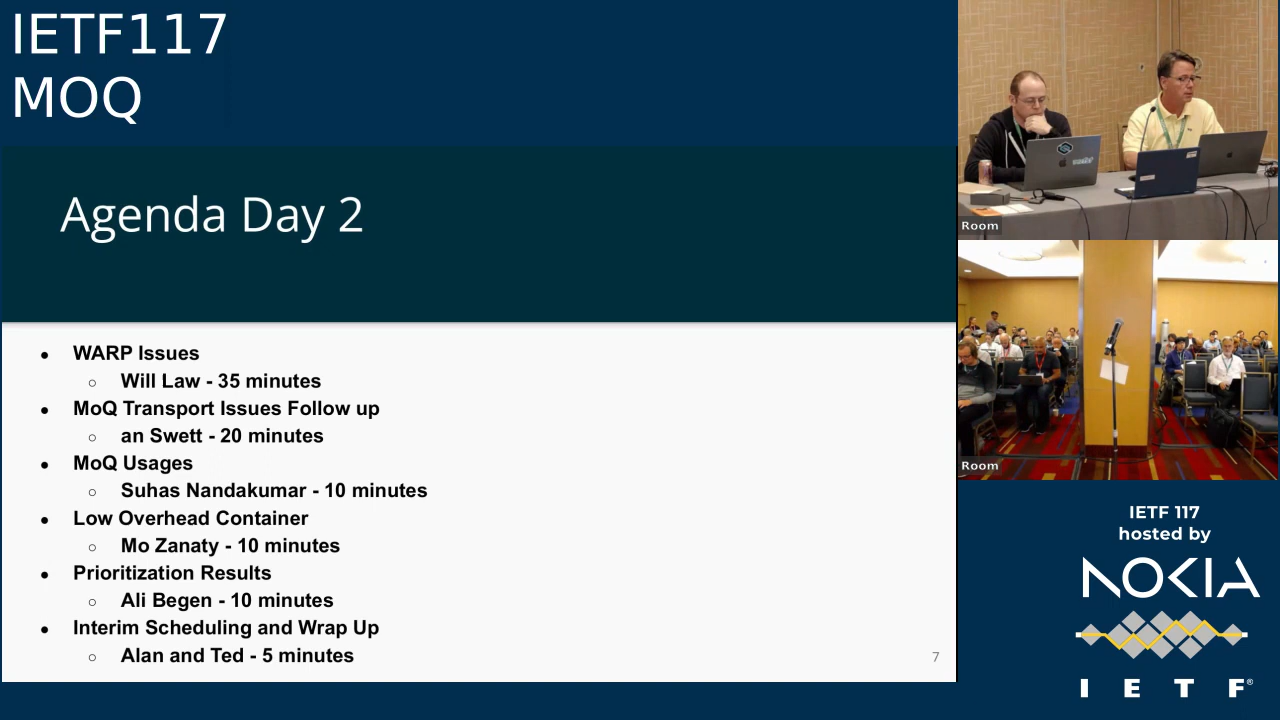 IETF117
MOQ
Agenda Day 2
● WARP Issues
○ Will Law - 35 minutes
● MoQ Transport Issues Follow up
○ an Swett - 20 minutes
● MoQ Usages
○ Suhas Nandakumar - 10 minutes
● Low Overhead Container
○ Mo Zanaty - 10 minutes
● Prioritization Results
○ Ali Begen - 10 minutes
● Interim Scheduling and Wrap Up
○ Alan and Ted - 5 minutes
7
Room
Room
IETF 117
hosted by
NOKIA
I E T F®